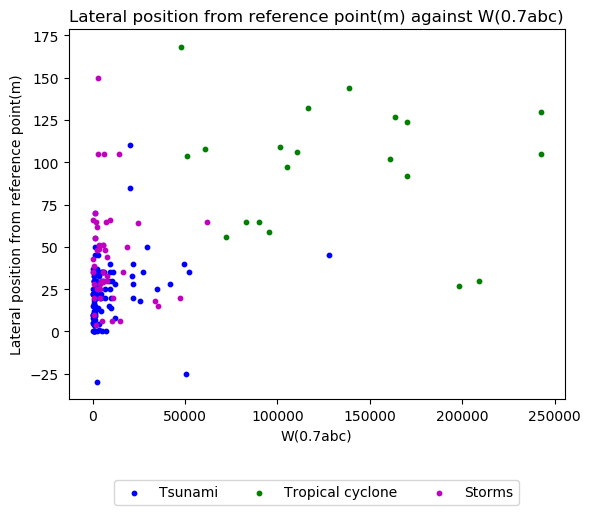 Lateral position from reference point(m) against W(0.7abc)
175
150
125
100
75
50
25
0
−25
Lateral position from reference point(m)
0 50000 100000 150000 200000 250000
W(0.7abc)
Tsunami Tropical cyclone Storms